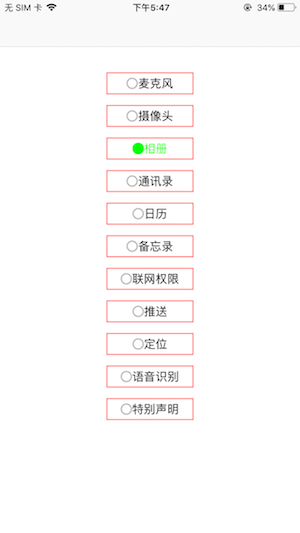 无 SIM 卡 下午5:47 34%
麦克风
摄像头
相册
通讯录
日历
备忘录
联网权限
推送
定位
语音识别
特别声明